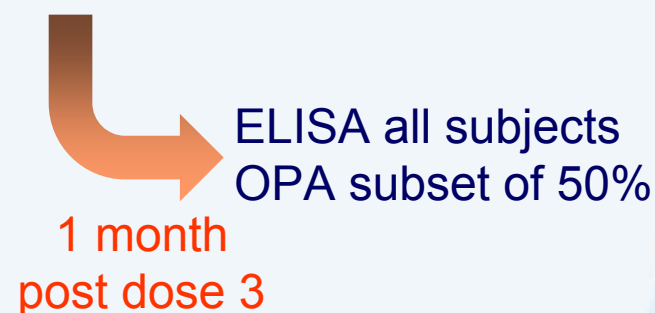 ELISA all subjects
OPA subset of 50%
1 month
post dose 3